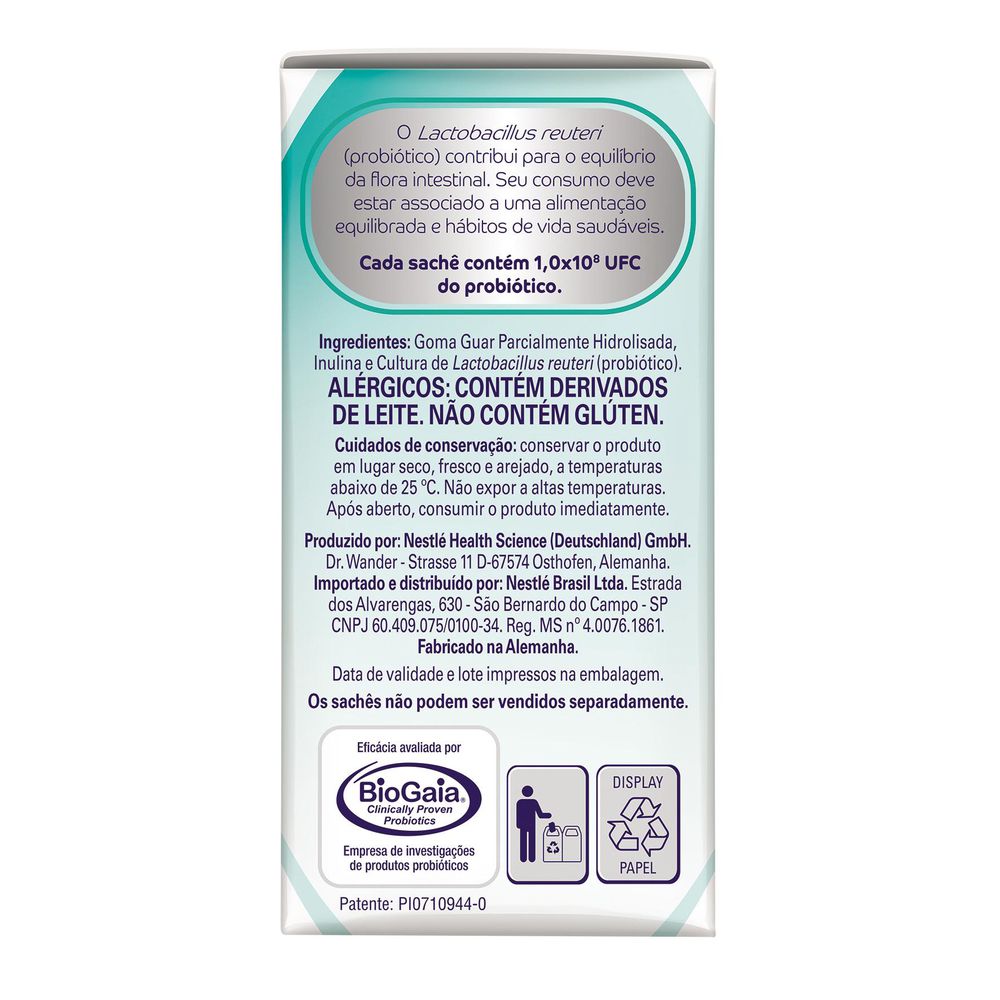 O Lactobacillus reuteri
(probiótico) contribui para o equilíbrio
da flora intestinal. Seu consumo deve
estar associado a uma alimentação
equilibrada e hábitos de vida saudáveis.
Cada sachê contém 1,0x10⁸ UFC
do probiótico.
Ingredientes: Goma Guar Parcialmente Hidrolisada,
Inulina e Cultura de Lactobacillus reuteri (probiótico).
ALÉRGICOS: CONTÉM DERIVADOS
DE LEITE. NÃO CONTÉM GLÚTEN.
Cuidados de conservação: conservar o produto
em lugar seco, fresco e arejado, a temperaturas
abaixo de 25 ºC. Não expor a altas temperaturas.
Após aberto, consumir o produto imediatamente.
Produzido por: Nestlé Health Science (Deutschland) GmbH.
Dr. Wander - Strasse 11 D-67574 Osthofen, Alemanha.
Importado e distribuído por: Nestlé Brasil Ltda. Estrada
dos Alvarengas, 630 - São Bernardo do Campo - SP
CNPJ 60.409.075/0100-34. Reg. MS nº 4.0076.1861.
Fabricado na Alemanha.
Data de validade e lote impressos na embalagem.
Os sachês não podem ser vendidos separadamente.
Eficácia avaliada por
BioGaia®
Clinically Proven
Probiotics
Empresa de investigações
de produtos probióticos
DISPLAY
PAPEL
Patente: PI0710944-0